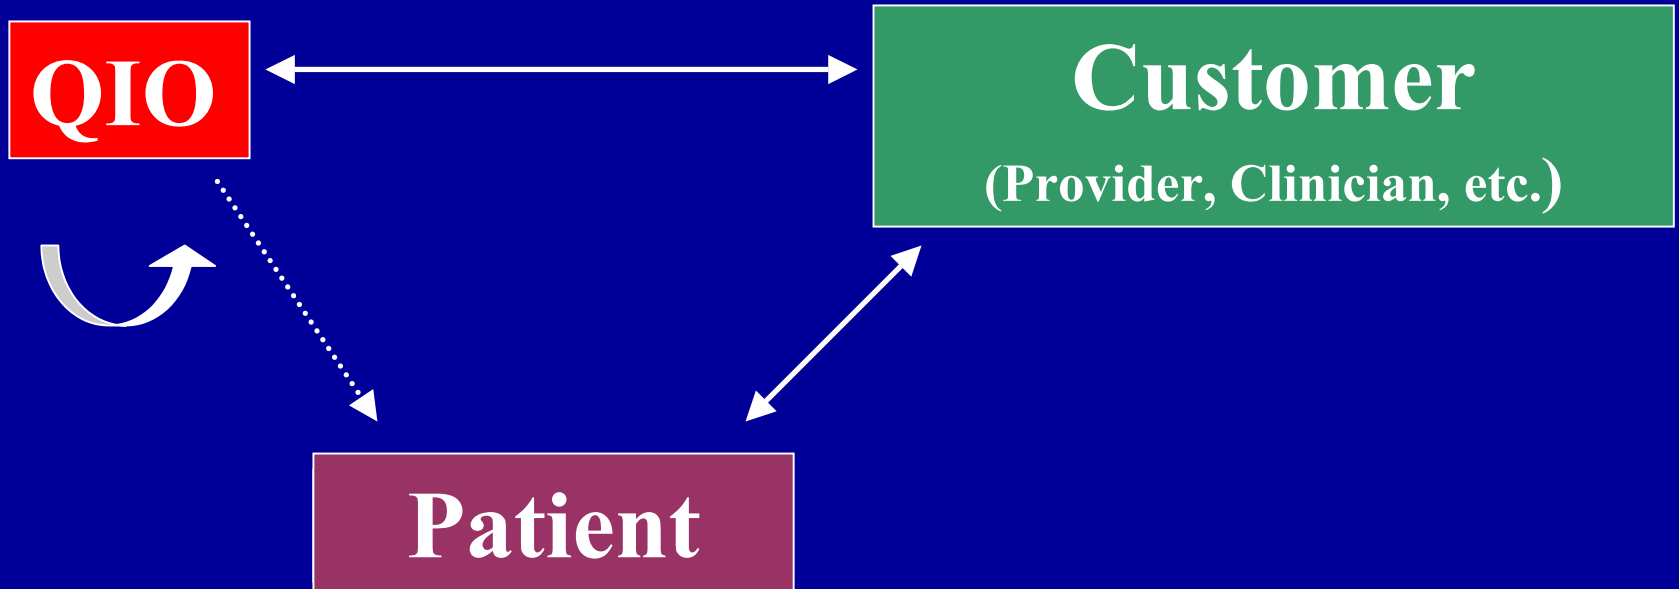 QIO
Customer
(Provider, Clinician, etc.)
Patient